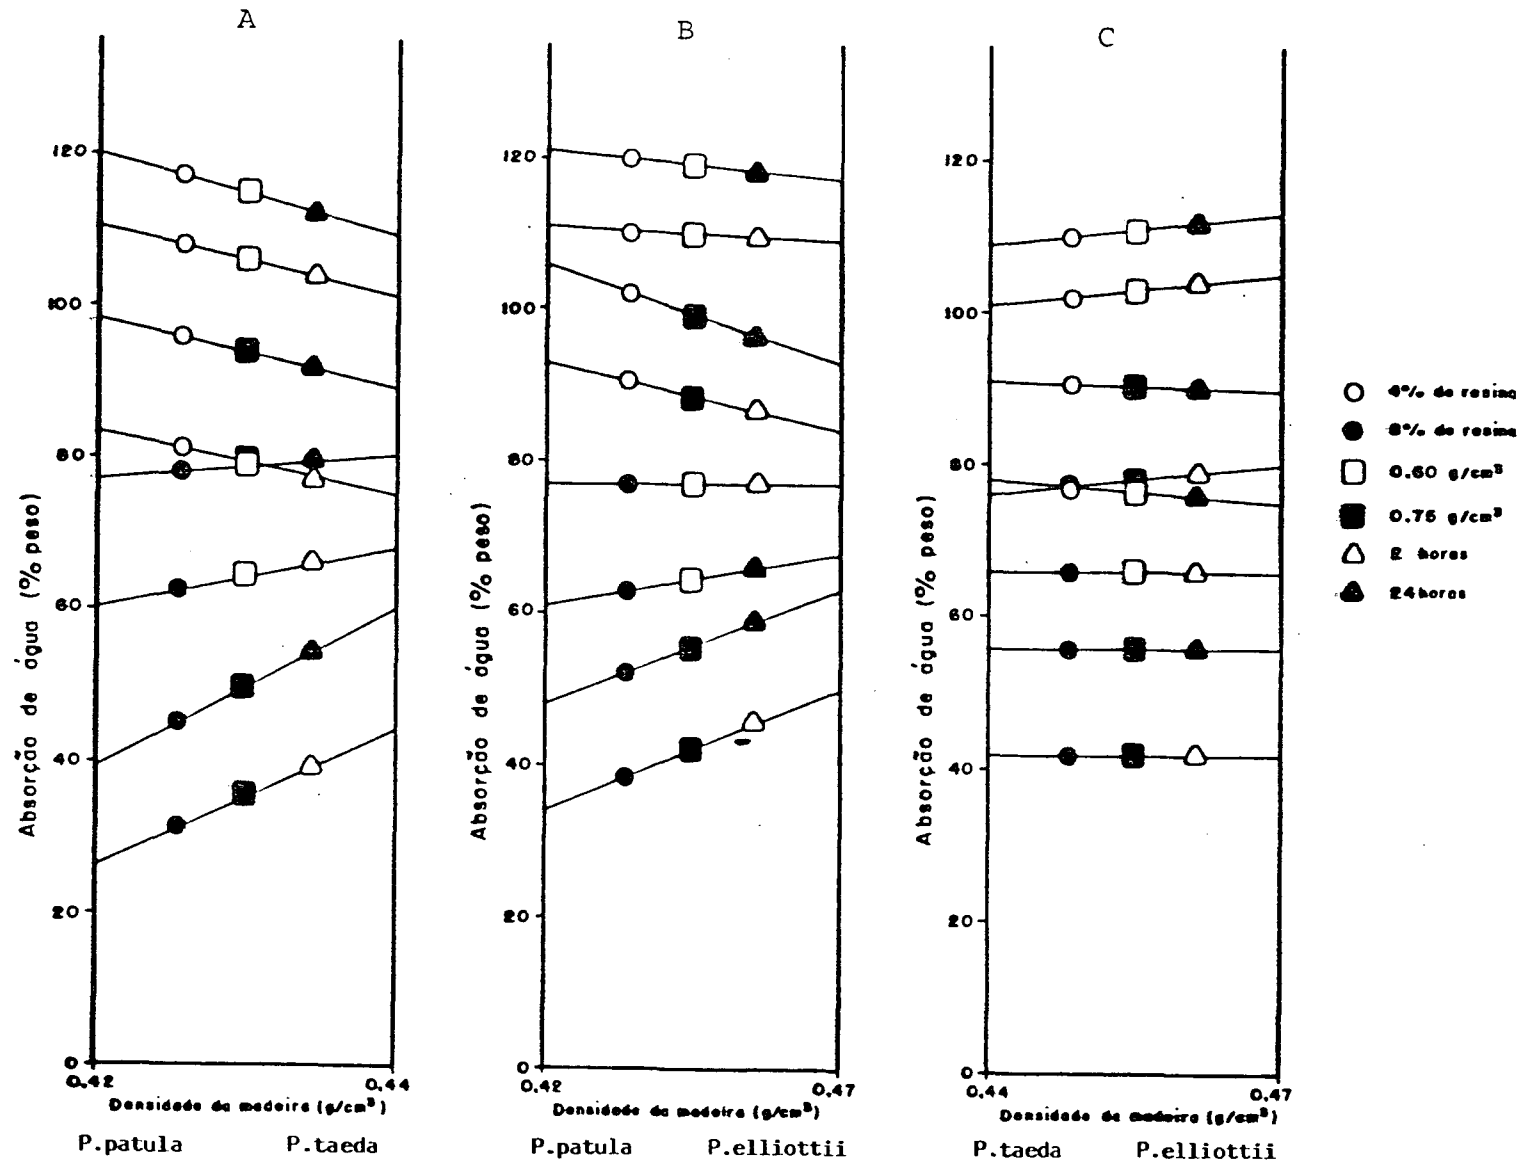 A
B
C
120
100
80
60
40
20
0
0.42
0.44
Absorção de água (% peso)
Densidade da madeira (g/cm³)
P.patula
P.taeda
120
100
80
60
40
20
0
0.42
0.47
Absorção de água (% peso)
Densidade da madeira (g/cm³)
P.patula
P.elliottii
120
100
80
60
40
20
0
0.44
0.47
Absorção de água (% peso)
Densidade da madeira (g/cm³)
P.taeda
P.elliottii
4% de resina
8% de resina
0.60 g/cm³
0.75 g/cm³
2 horas
24 horas